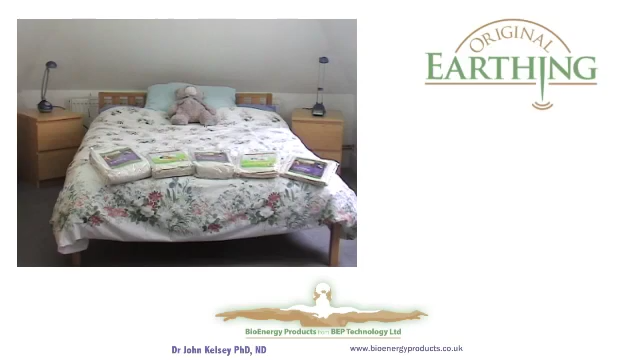 ORIGINAL
EARTHING
BioEnergy Products from BEP Technology Ltd
Dr John Kelsey PhD, ND
www.bioenergyproducts.co.uk